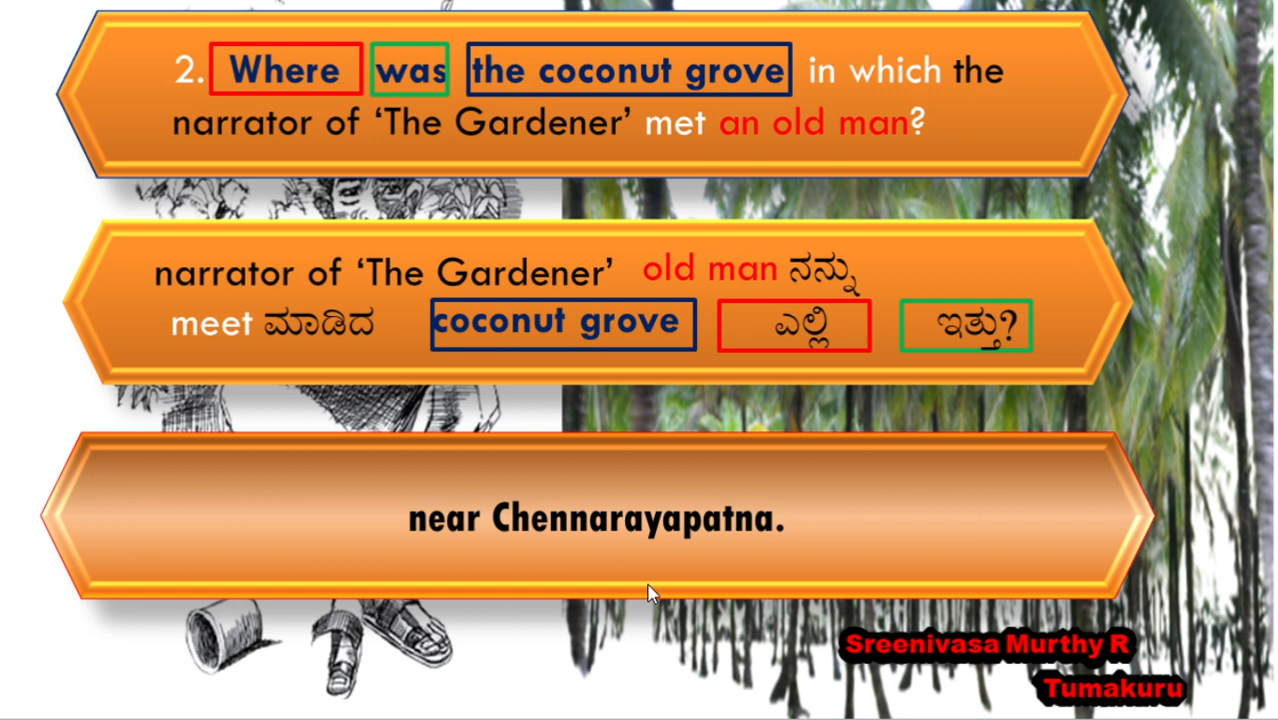 2. Where was the coconut grove in which the
narrator of ‘The Gardener’ met an old man?
narrator of ‘The Gardener’ old man ನನ್ನು
meet ಮಾಡಿದ coconut grove ಎಲ್ಲಿ ಇತ್ತು?
near Chennarayapatna.
Sreenivasa Murthy R
Tumakuru